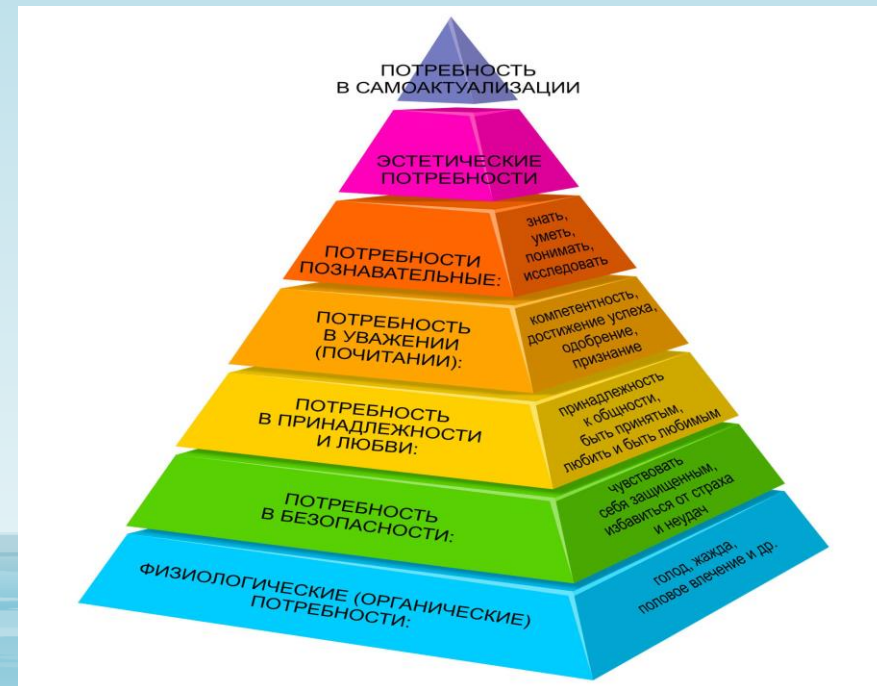 ПОТРЕБНОСТЬ
В САМОАКТУАЛИЗАЦИИ
ЭСТЕТИЧЕСКИЕ
ПОТРЕБНОСТИ
ПОТРЕБНОСТИ
ПОЗНАВАТЕЛЬНЫЕ:
знать,
уметь,
понимать,
исследовать
ПОТРЕБНОСТЬ
В УВАЖЕНИИ
(ПОЧИТАНИИ):
компетентность,
достижение успеха,
одобрение,
признание
ПОТРЕБНОСТЬ
В ПРИНАДЛЕЖНОСТИ
И ЛЮБВИ:
принадлежность
к общности,
быть принятым,
любить и быть любимым
ПОТРЕБНОСТЬ
В БЕЗОПАСНОСТИ:
чувствовать
себя защищенным,
избавиться от страха
и неудач
ФИЗИОЛОГИЧЕСКИЕ (ОРГАНИЧЕСКИЕ)
ПОТРЕБНОСТИ:
голод, жажда,
половое влечение и др.